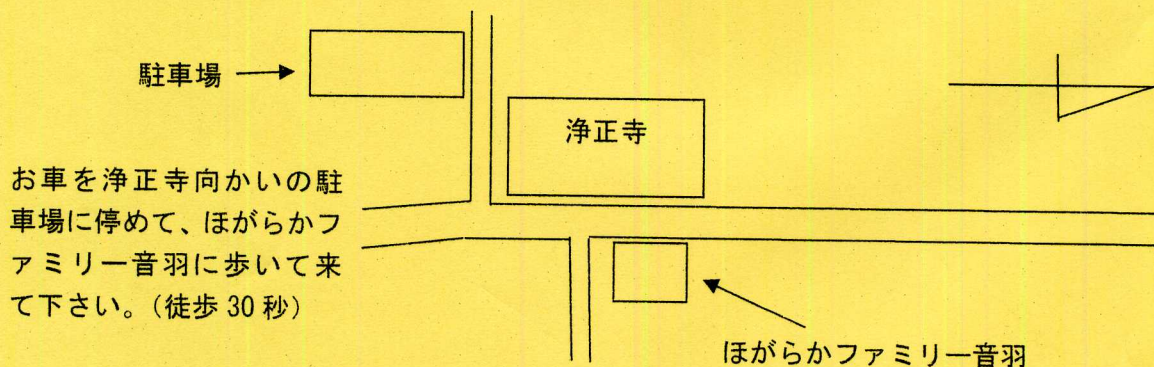 駐車場
浄正寺
お車を浄正寺向かいの駐
車場に停めて、ほがらかフ
ァミリー音羽に歩いて来
て下さい。(徒歩 30 秒)
ほがらかファミリー音羽